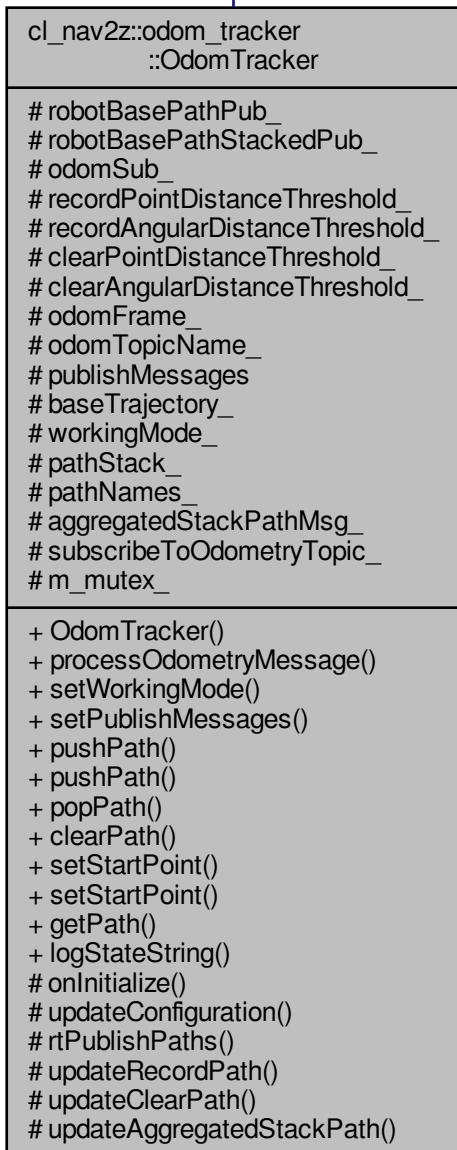 cl_nav2z::odom_tracker
::OdomTracker
# robotBasePathPub_
# robotBasePathStackedPub_
# odomSub_
# recordPointDistanceThreshold_
# recordAngularDistanceThreshold_
# clearPointDistanceThreshold_
# clearAngularDistanceThreshold_
# odomFrame_
# odomTopicName_
# publishMessages
# baseTrajectory_
# workingMode_
# pathStack_
# pathNames_
# aggregatedStackPathMsg_
# subscribeToOdometryTopic_
# m_mutex_
+ OdomTracker()
+ processOdometryMessage()
+ setWorkingMode()
+ setPublishMessages()
+ pushPath()
+ pushPath()
+ popPath()
+ clearPath()
+ setStartPoint()
+ setStartPoint()
+ getPath()
+ logStateString()
# onInitialize()
# updateConfiguration()
# rtPublishPaths()
# updateRecordPath()
# updateClearPath()
# updateAggregatedStackPath()